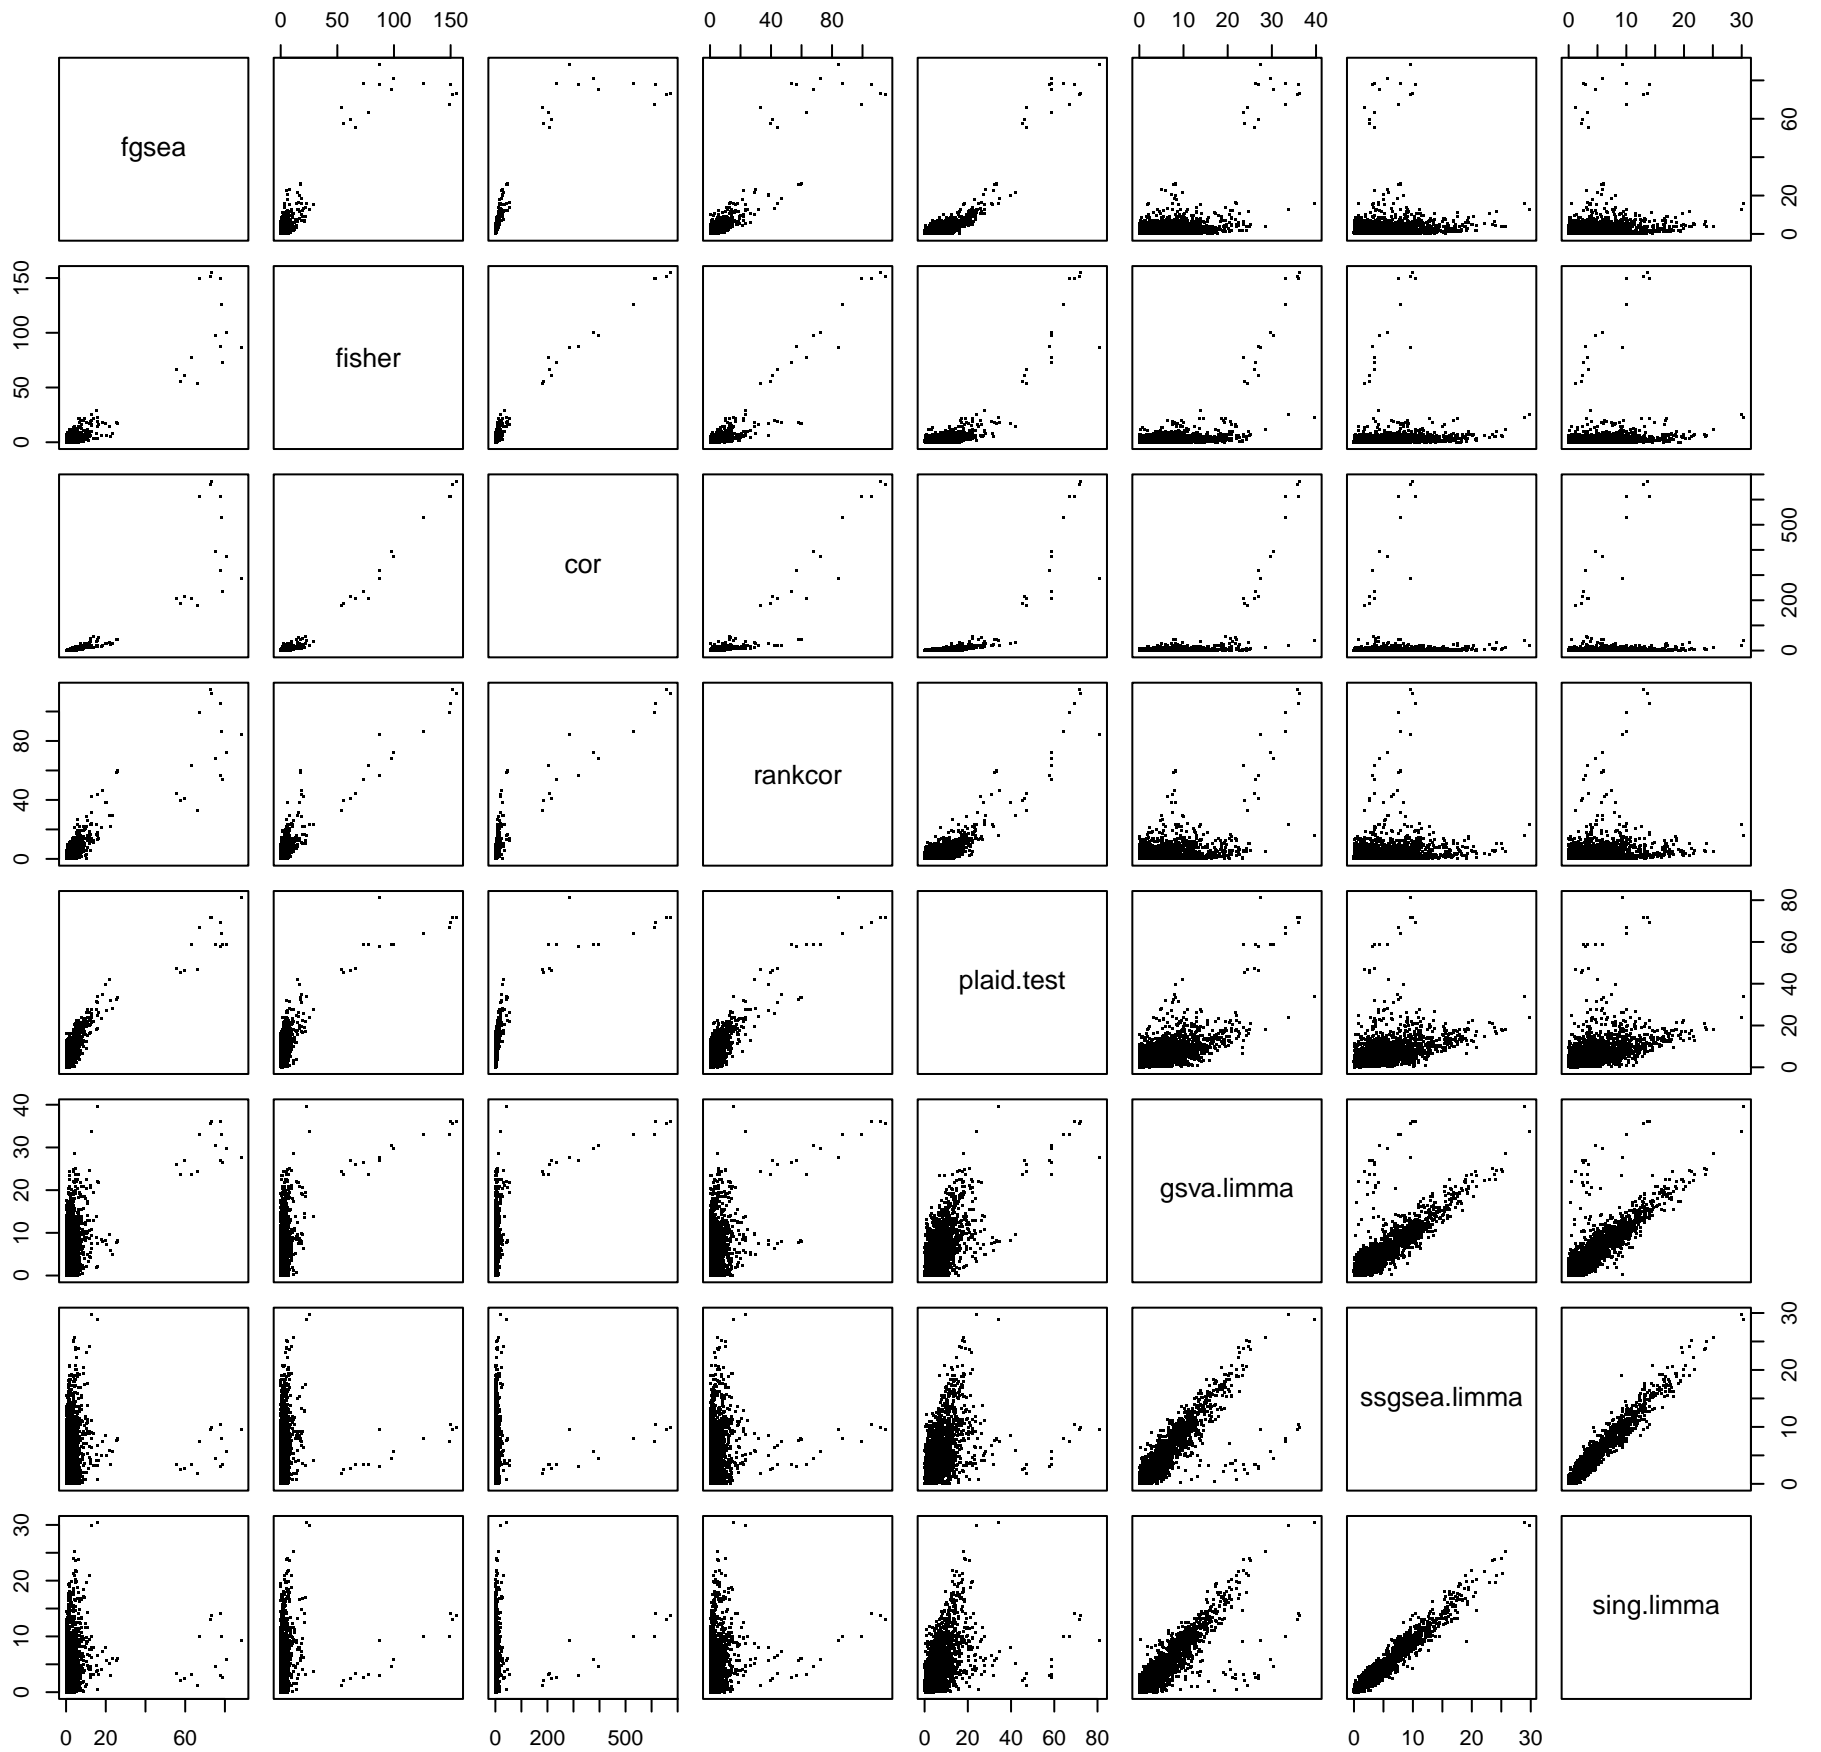 0 50 100 150 0 40 80 0 10 20 30 40 0 10 20 30
fgsea
0 20 60
0 50 100 150
fisher
cor
0 200 500
0 40 80
rankcor
plaid.test
0 20 40 60 80
0 10 20 30 40
gsva.limma
ssgsea.limma
0 10 20 30
0 10 20 30
sing.limma
0 20 60 0 200 500 0 20 40 60 80 0 10 20 30